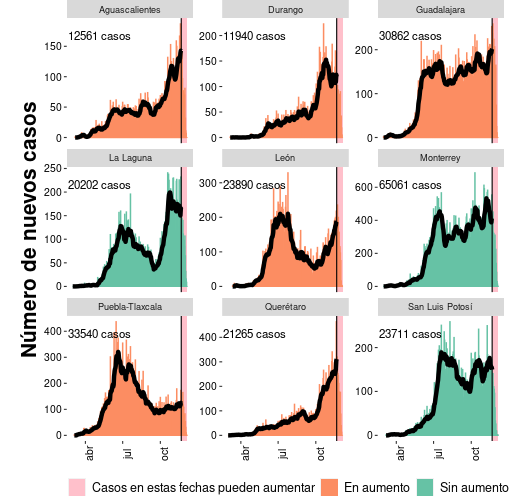 Número de nuevos casos
Aguascalientes
12561 casos
150
100
50
0
Durango
11940 casos
200
150
100
50
0
Guadalajara
30862 casos
200
100
0
La Laguna
20202 casos
250
200
150
100
50
0
León
23890 casos
300
200
100
0
Monterrey
65061 casos
600
400
200
0
Puebla-Tlaxcala
33540 casos
400
300
200
100
0
abr
jul
oct
Querétaro
21265 casos
400
300
200
100
0
abr
jul
oct
San Luis Potosí
23711 casos
200
100
0
abr
jul
oct
Casos en estas fechas pueden aumentar
En aumento
Sin aumento